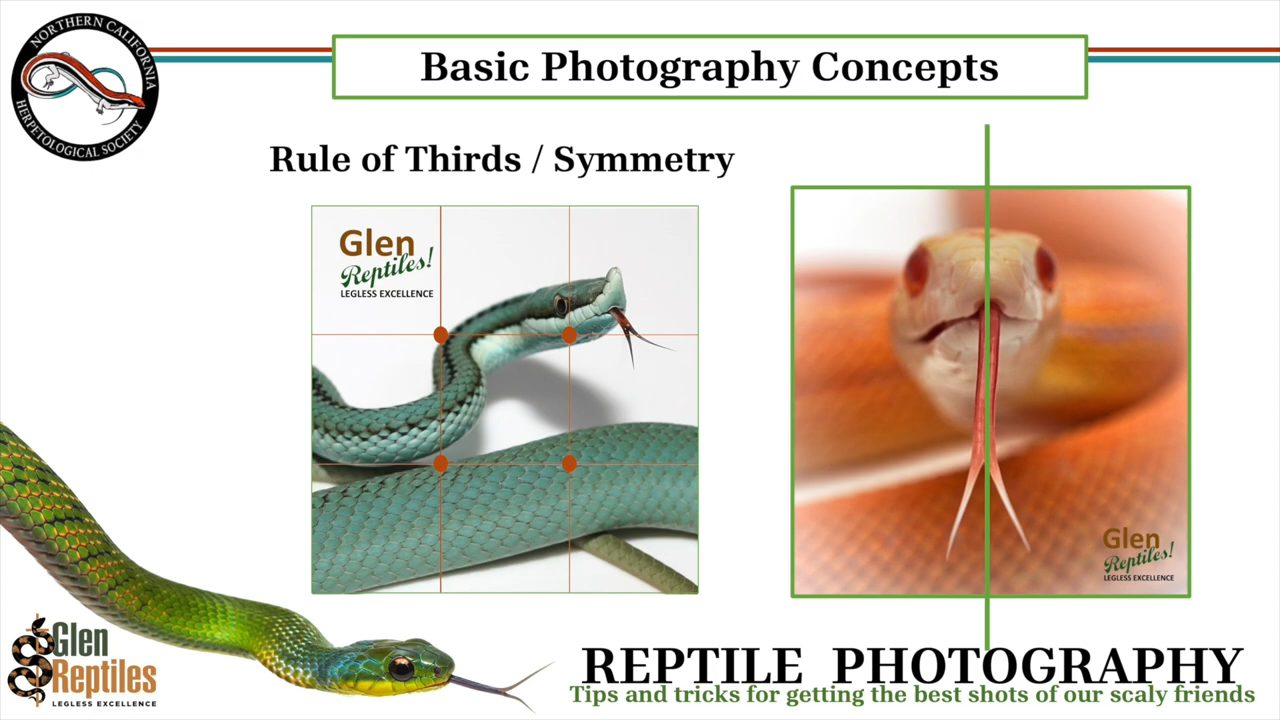 NORTHERN CALIFORNIA
HERPETOLOGICAL SOCIETY
Basic Photography Concepts
Rule of Thirds / Symmetry
Glen
Reptiles!
LEGLESS EXCELLENCE
Glen
Reptiles!
LEGLESS EXCELLENCE
Glen
Reptiles
LEGLESS EXCELLENCE
REPTILE PHOTOGRAPHY
Tips and tricks for getting the best shots of our scaly friends